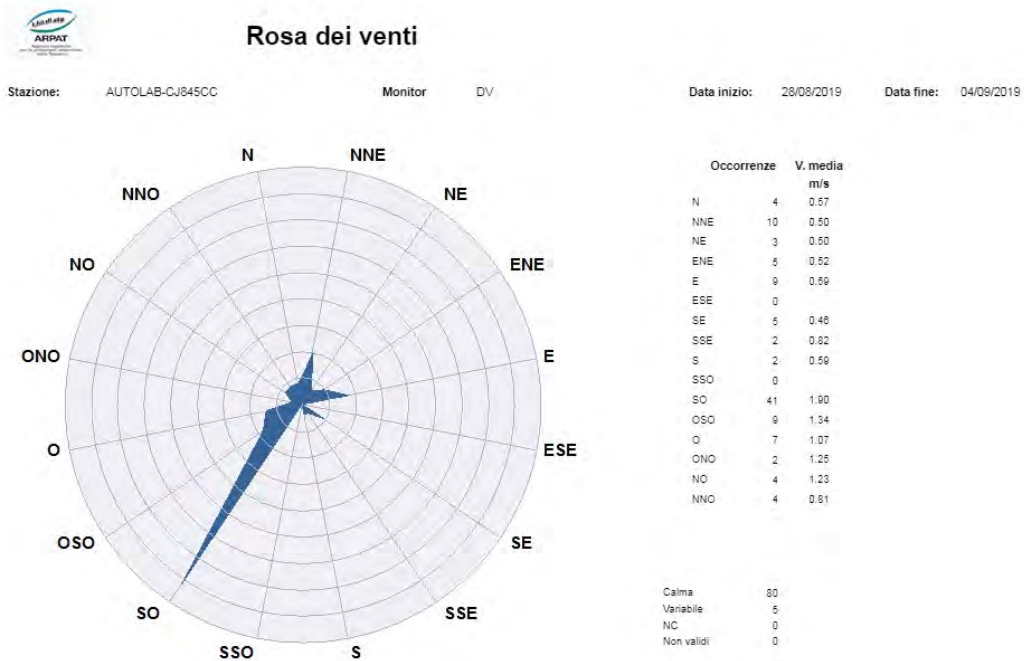 ARPAT
Rosa dei venti
Stazione: AUTOLAB-CJ845CC Monitor DV Data inizio: 28/08/2019 Data fine: 04/09/2019
N
NNE
NE
ENE
E
ESE
SE
SSE
S
SSO
SO
OSO
O
ONO
NO
NNO
Occorrenze V. media
m/s
N 4 0.57
NNE 10 0.50
NE 3 0.50
ENE 5 0.52
E 9 0.59
ESE 0
SE 5 0.46
SSE 2 0.82
S 2 0.59
SSO 0
SO 41 1.90
OSO 9 1.34
O 7 1.07
ONO 2 1.25
NO 4 1.23
NNO 4 0.81
Calma 80
Variabile 5
NC 0
Non validi 0